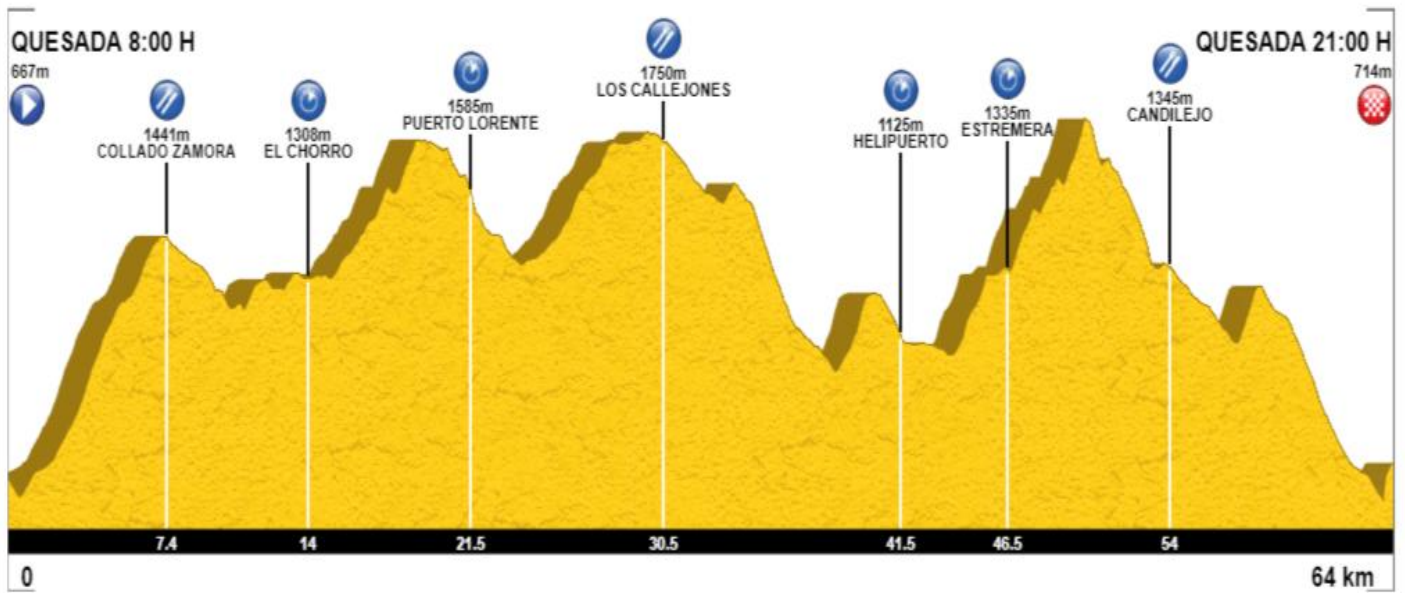 QUESADA 8:00 H
667m
1441m
COLLADO ZAMORA
1308m
EL CHORRO
1585m
PUERTO LORENTE
1750m
LOS CALLEJONES
1125m
HELIPUERTO
1335m
ESTREMERA
1345m
CANDILEJO
QUESADA 21:00 H
714m
7.4
14
21.5
30.5
41.5
46.5
54
0
64 km